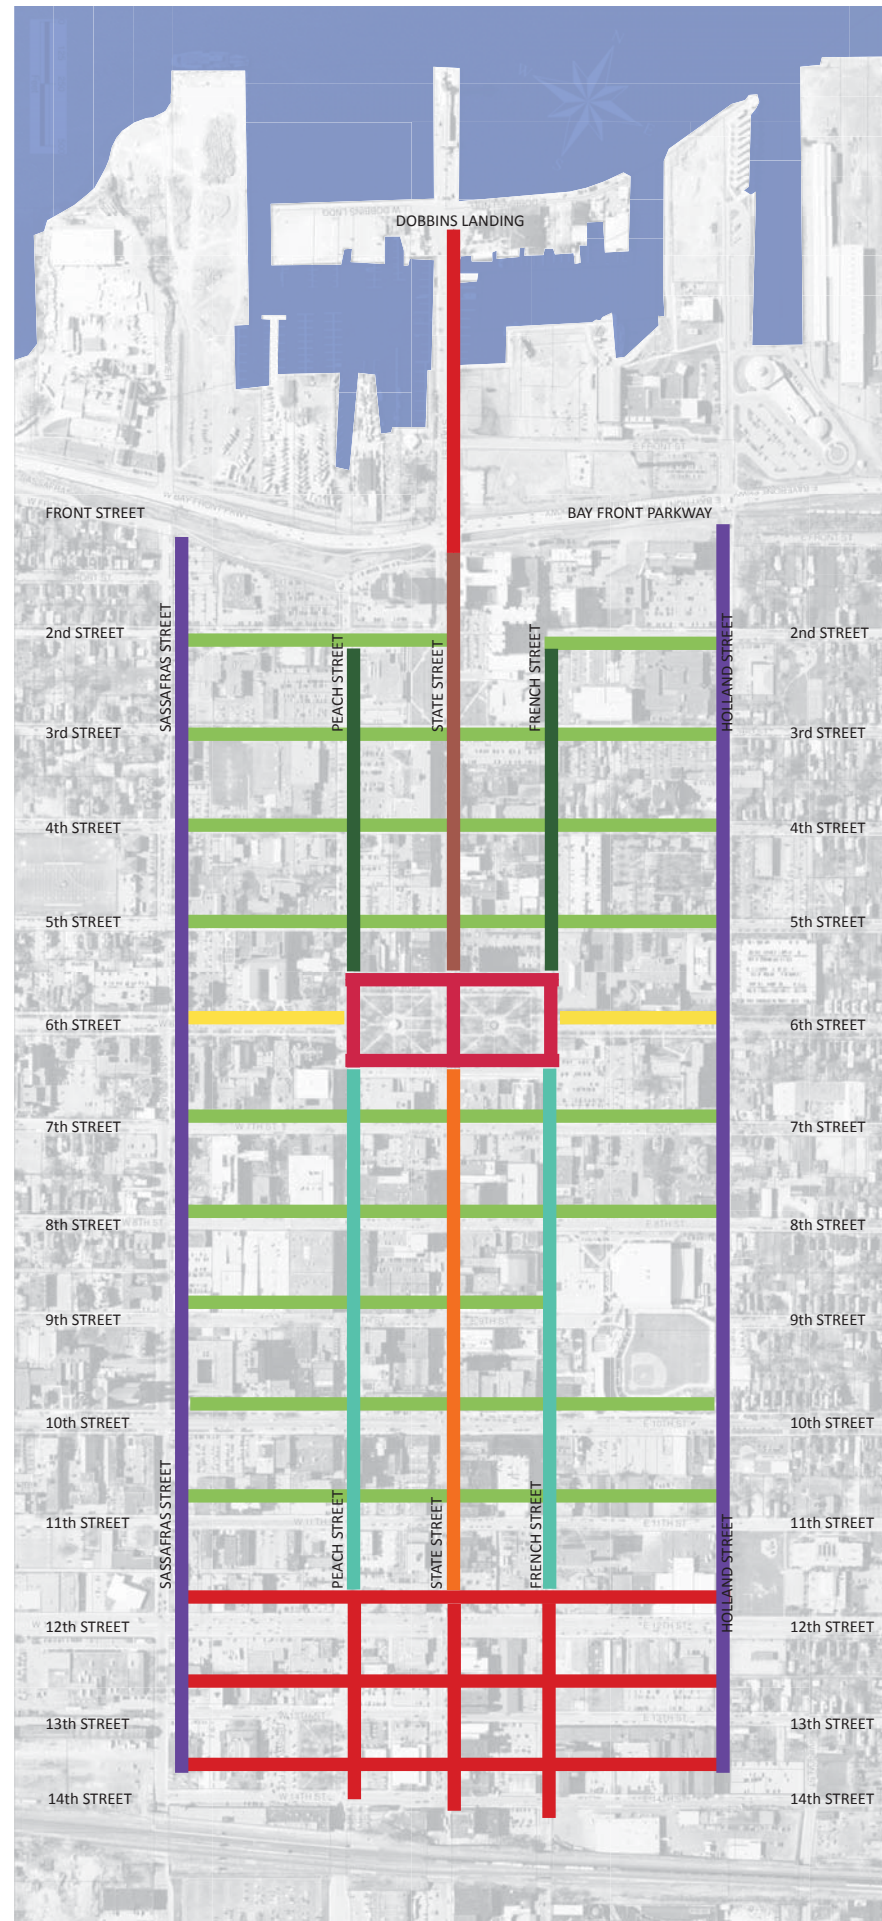 DOBBINS LANDING
FRONT STREET
BAY FRONT PARKWAY
2nd STREET
SASSAFRAS STREET
PEACH STREET
STATE STREET
FRENCH STREET
HOLLAND STREET
2nd STREET
3rd STREET
3rd STREET
4th STREET
4th STREET
5th STREET
5th STREET
6th STREET
6th STREET
7th STREET
7th STREET
8th STREET
8th STREET
9th STREET
9th STREET
10th STREET
10th STREET
SASSAFRAS STREET
PEACH STREET
STATE STREET
FRENCH STREET
HOLLAND STREET
11th STREET
11th STREET
12th STREET
12th STREET
13th STREET
13th STREET
14th STREET
14th STREET